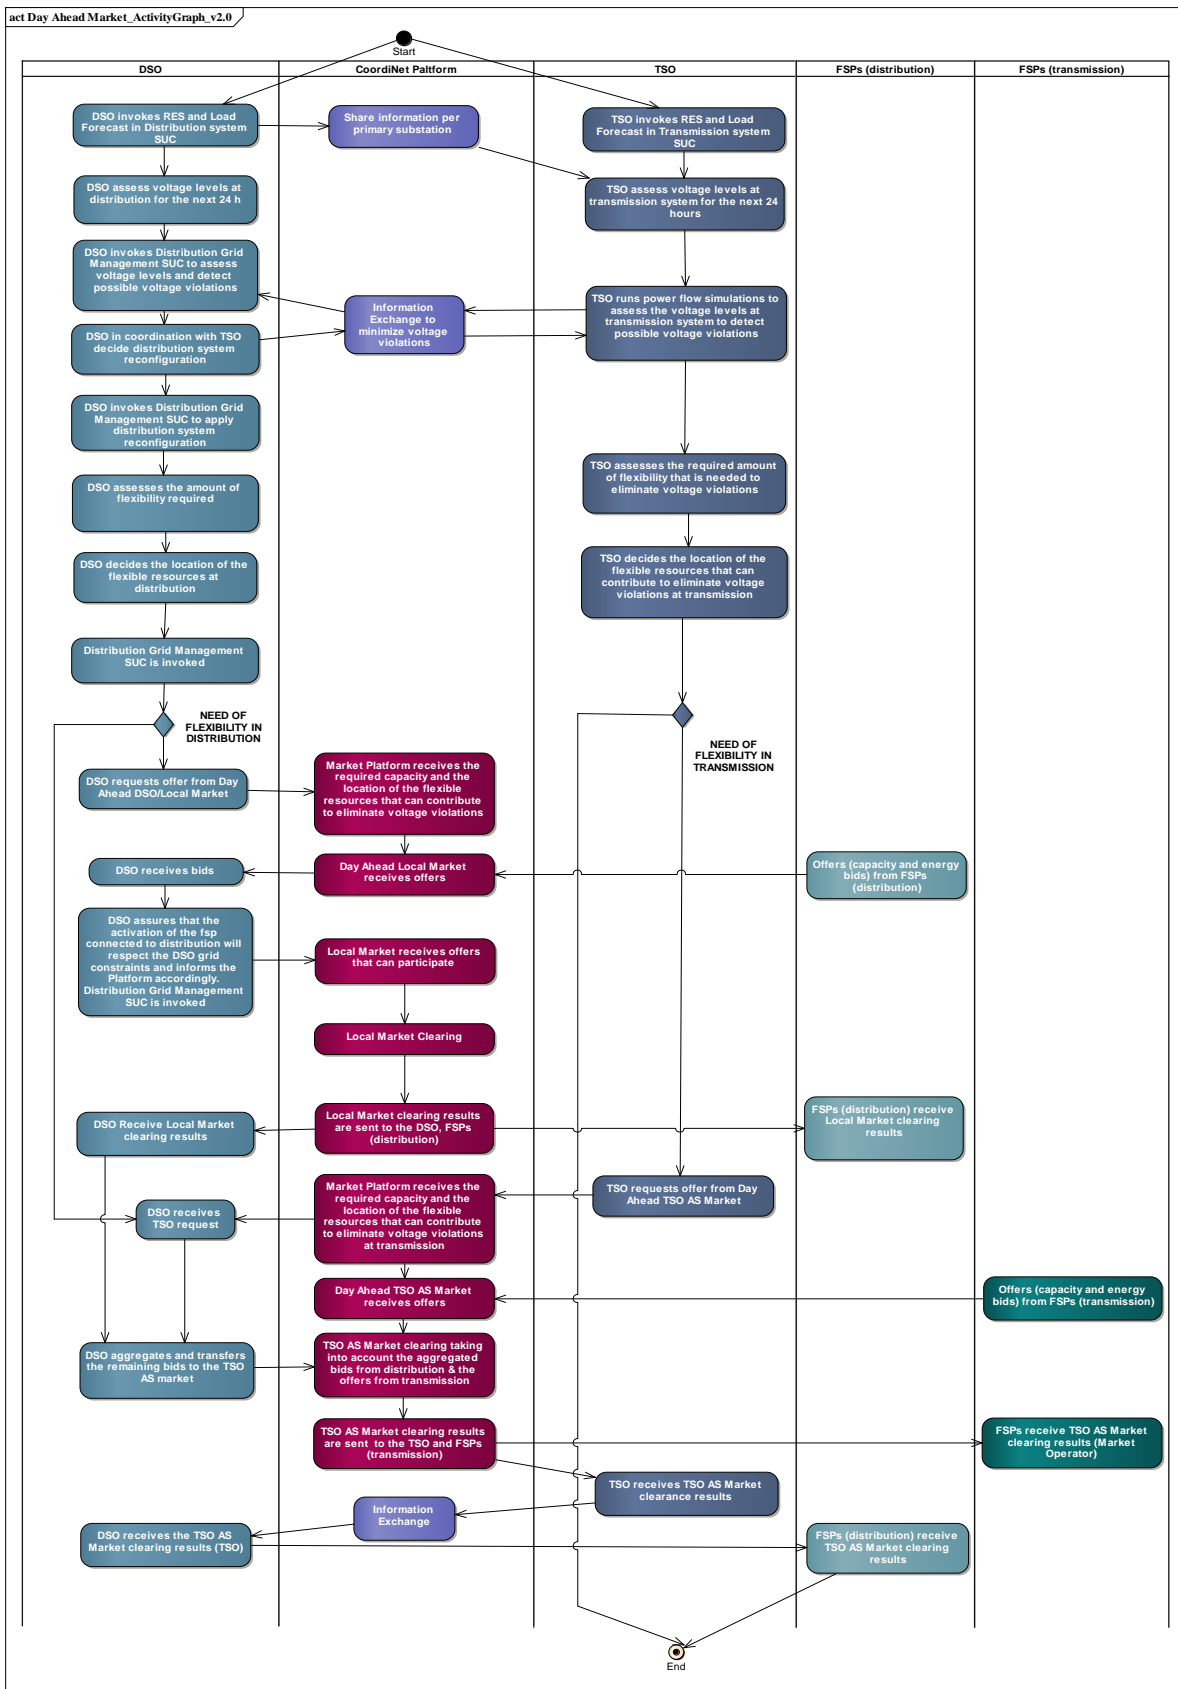 act Day Ahead Market_ActivityGraph_v2.0
Start
DSO
CoordiNet Paltform
TSO
FSPs (distribution)
FSPs (transmission)
DSO invokes RES and Load
Forecast in Distribution system
SUC
Share information per
primary substation
TSO invokes RES and Load
Forecast in Transmission system
SUC
DSO assess voltage levels at
distribution for the next 24 h
TSO assess voltage levels at
transmission system for the next 24
hours
DSO invokes Distribution Grid
Management SUC to assess
voltage levels and detect
possible voltage violations
Information
Exchange to
minimize voltage
violations
TSO runs power flow simulations to
assess the voltage levels at
transmission system to detect
possible voltage violations
DSO in coordination with TSO
decide distribution system
reconfiguration
DSO invokes Distribution Grid
Management SUC to apply
distribution system
reconfiguration
TSO assesses the required amount
of flexibility that is needed to
eliminate voltage violations
DSO assesses the amount of
flexibility required
DSO decides the location of the
flexible resources at
distribution
TSO decides the location of the
flexible resources that can
contribute to eliminate voltage
violations at transmission
Distribution Grid Management
SUC is invoked
NEED OF
FLEXIBILITY IN
DISTRIBUTION
NEED OF
FLEXIBILITY IN
TRANSMISSION
DSO requests offer from Day
Ahead DSO/Local Market
Market Platform receives the
required capacity and the
location of the flexible
resources that can contribute
to eliminate voltage violations
DSO receives bids
Day Ahead Local Market
receives offers
Offers (capacity and energy
bids) from FSPs
(distribution)
DSO assures that the
activation of the fsp
connected to distribution will
respect the DSO grid
constraints and informs the
Platform accordingly.
Distribution Grid Management
SUC is invoked
Local Market receives offers
that can participate
Local Market Clearing
DSO Receive Local Market
clearing results
Local Market clearing results
are sent to the DSO, FSPs
(distribution)
FSPs (distribution) receive
Local Market clearing
results
DSO receives
TSO request
Market Platform receives the
required capacity and the
location of the flexible
resources that can contribute
to eliminate voltage violations
at transmission
TSO requests offer from Day
Ahead TSO AS Market
Day Ahead TSO AS Market
receives offers
Offers (capacity and energy
bids) from FSPs (transmission)
DSO aggregates and transfers
the remaining bids to the TSO
AS market
TSO AS Market clearing taking
into account the aggregated
bids from distribution & the
offers from transmission
TSO AS Market clearing results
are sent to the TSO and FSPs
(transmission)
FSPs receive TSO AS Market
clearing results (Market
Operator)
TSO receives TSO AS Market
clearance results
Information
Exchange
DSO receives the TSO AS
Market clearing results (TSO)
FSPs (distribution) receive
TSO AS Market clearing
results
End